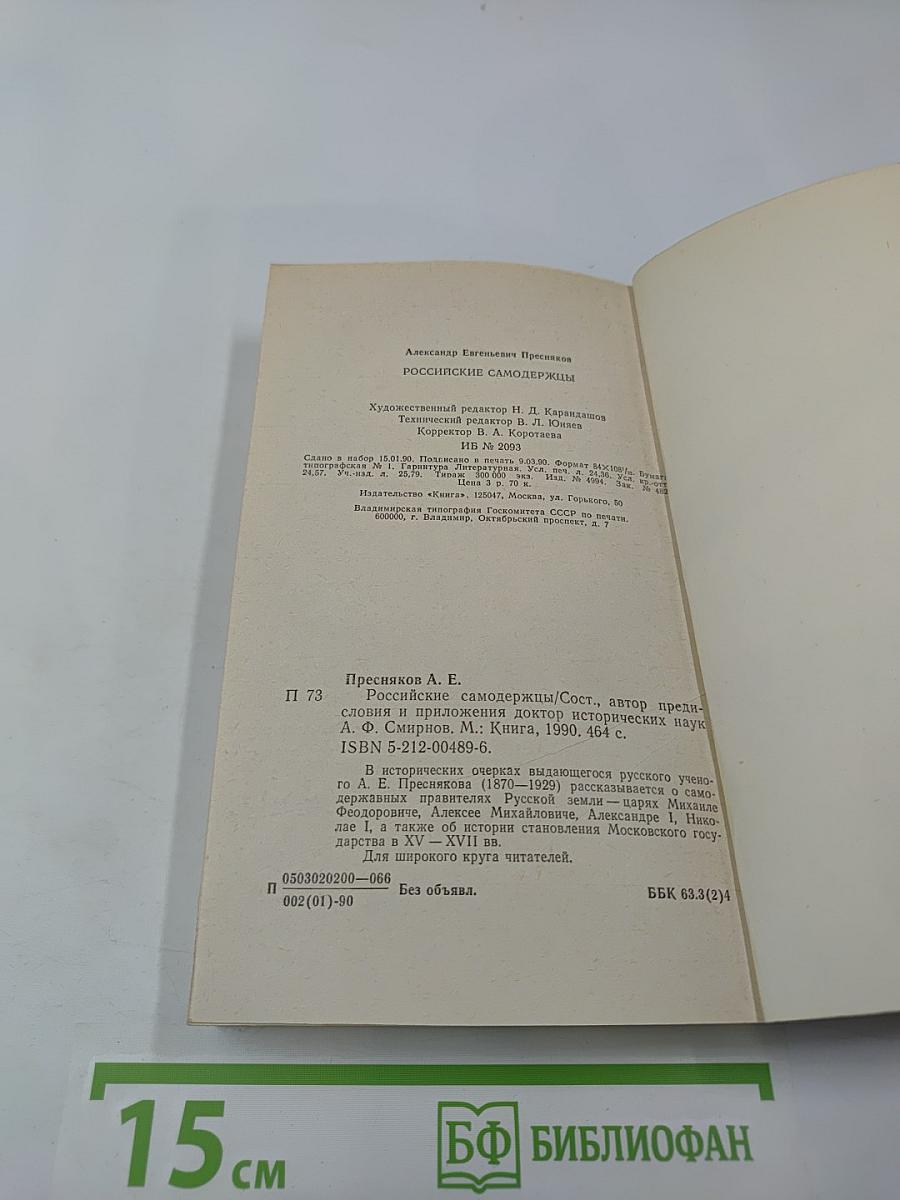 Александр Евгеньевич Пресняков
РОССИЙСКИЕ САМОДЕРЖЦЫ
Художественный редактор Н. Д. Карандашов
Технический редактор В. Л. Юняев
Корректор В. А. Коротаева
ИБ № 2093
Сдано в набор 15.01.90. Подписано в печать 9.03.90. Формат 84×108¹/₃₂. Бумага
типографская № 1. Гарнитура Литературная. Усл. печ. л. 24,36. Усл. кр.-отт.
24,57. Уч.-изд. л. 25,79. Тираж 300 000 экз. Изд. № 4994. Зак. №
Цена 3 р. 70 к.
Издательство «Книга», 125047, Москва, ул. Горького, 50
Владимирская типография Госкомитета СССР по печати.
600000, г. Владимир, Октябрьский проспект, д. 7
Пресняков А. Е.
П 73 Российские самодержцы/Сост., автор преди-
словия и приложения доктор исторических наук
А. Ф. Смирнов. М.: Книга, 1990. 464 с.
ISBN 5-212-00489-6.
В исторических очерках выдающегося русского учено-
го А. Е. Преснякова (1870—1929) рассказывается о само-
державных правителях Русской земли — царях Михаиле
Феодоровиче, Алексее Михайловиче, Александре I, Нико-
лае I, а также об истории становления Московского госу-
дарства в XV — XVII вв.
Для широкого круга читателей.
П 0503020200—066 Без объявл.
002(01)-90
ББК 63.3(2)4
15 см
БФ БИБЛИОФАН